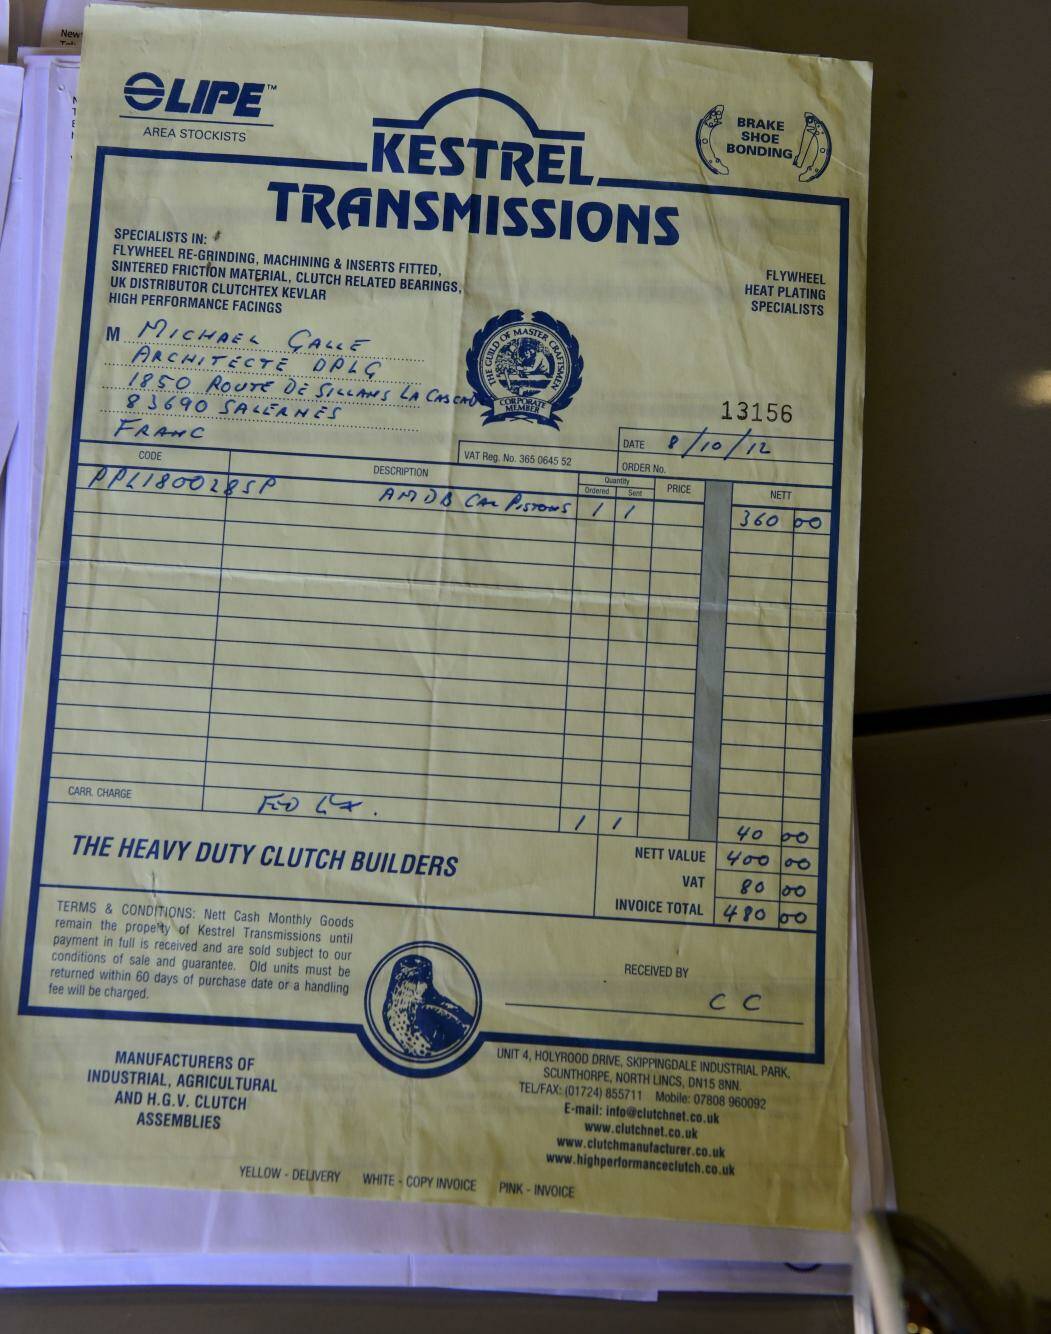 LIPE™
AREA STOCKISTS
KESTREL
TRANSMISSIONS
BRAKE
SHOE
BONDING
SPECIALISTS IN:
FLYWHEEL RE-GRINDING, MACHINING & INSERTS FITTED,
SINTERED FRICTION MATERIAL, CLUTCH RELATED BEARINGS,
UK DISTRIBUTOR CLUTCHTEX KEVLAR
HIGH PERFORMANCE FACINGS
FLYWHEEL
HEAT PLATING
SPECIALISTS
M MICHAEL GALLE
ARCHITECTE DPLG
1850 ROUTE DE SILLANS LA CASCADE
83690 SALERNES
FRANC
THE GUILD OF MASTER CRAFTSMEN
CORPORATE
MEMBER
13156
DATE 8/10/12
VAT Reg. No. 365 0645 52
ORDER No.
CODE DESCRIPTION Quantity PRICE NETT
Ordered Sent
PPL180028SP AMDB CAL PISTONS 1 1 360 00
CARR. CHARGE FED EX. 1 1 40 00
THE HEAVY DUTY CLUTCH BUILDERS
NETT VALUE 400 00
VAT 80 00
INVOICE TOTAL 480 00
TERMS & CONDITIONS: Nett Cash Monthly Goods
remain the property of Kestrel Transmissions until
payment in full is received and are sold subject to our
conditions of sale and guarantee. Old units must be
returned within 60 days of purchase date or a handling
fee will be charged.
RECEIVED BY
CC
MANUFACTURERS OF
INDUSTRIAL, AGRICULTURAL
AND H.G.V. CLUTCH
ASSEMBLIES
UNIT 4, HOLYROOD DRIVE, SKIPPINGDALE INDUSTRIAL PARK,
SCUNTHORPE, NORTH LINCS, DN15 8NN.
TEL/FAX: (01724) 855711 Mobile: 07808 960092
E-mail: info@clutchnet.co.uk
www.clutchnet.co.uk
www.clutchmanufacturer.co.uk
www.highperformanceclutch.co.uk
YELLOW - DELIVERY WHITE - COPY INVOICE PINK - INVOICE